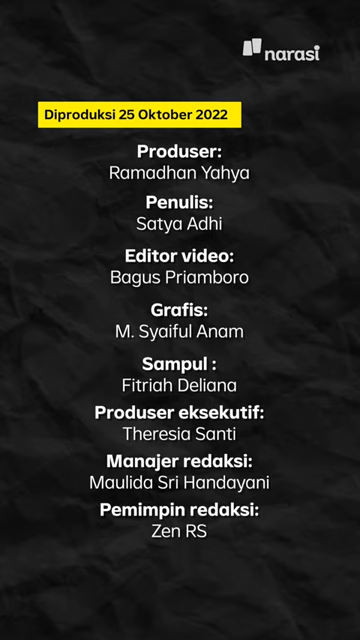 narasi
Diproduksi 25 Oktober 2022
Produser:
Ramadhan Yahya
Penulis:
Satya Adhi
Editor video:
Bagus Priamboro
Grafis:
M. Syaiful Anam
Sampul :
Fitriah Deliana
Produser eksekutif:
Theresia Santi
Manajer redaksi:
Maulida Sri Handayani
Pemimpin redaksi:
Zen RS